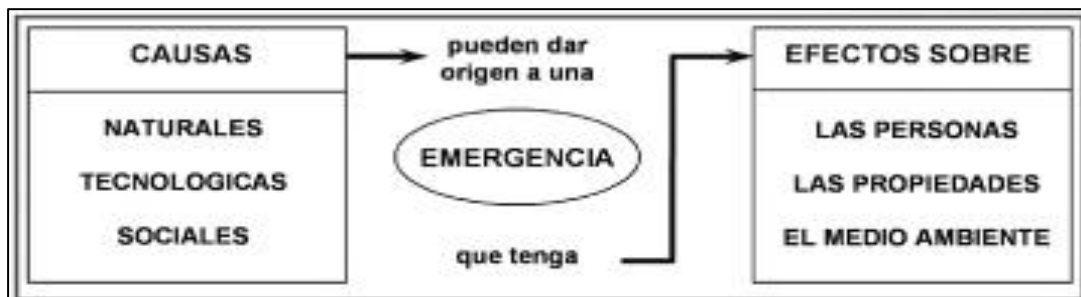 CAUSAS
NATURALES
TECNOLOGICAS
SOCIALES
pueden dar
origen a una
EMERGENCIA
que tenga
EFECTOS SOBRE
LAS PERSONAS
LAS PROPIEDADES
EL MEDIO AMBIENTE